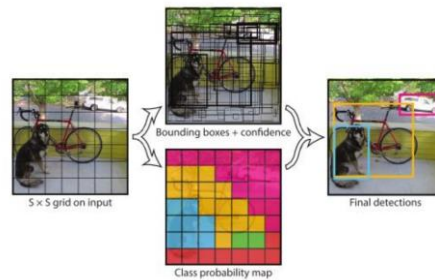 Bounding boxes + confidence
S × S grid on input
Final detections
Class probability map